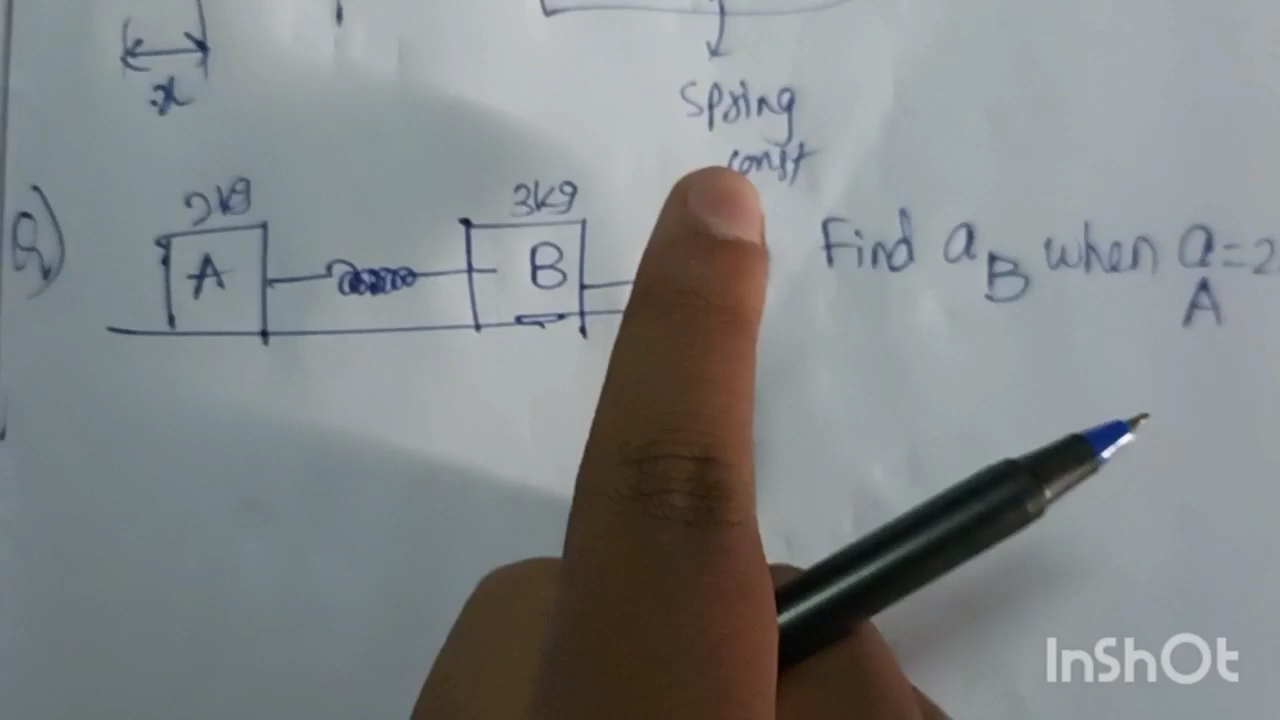 x
Spring
const
Q)
2kg
3kg
A
B
Find a_B when a_A=2
InShOt